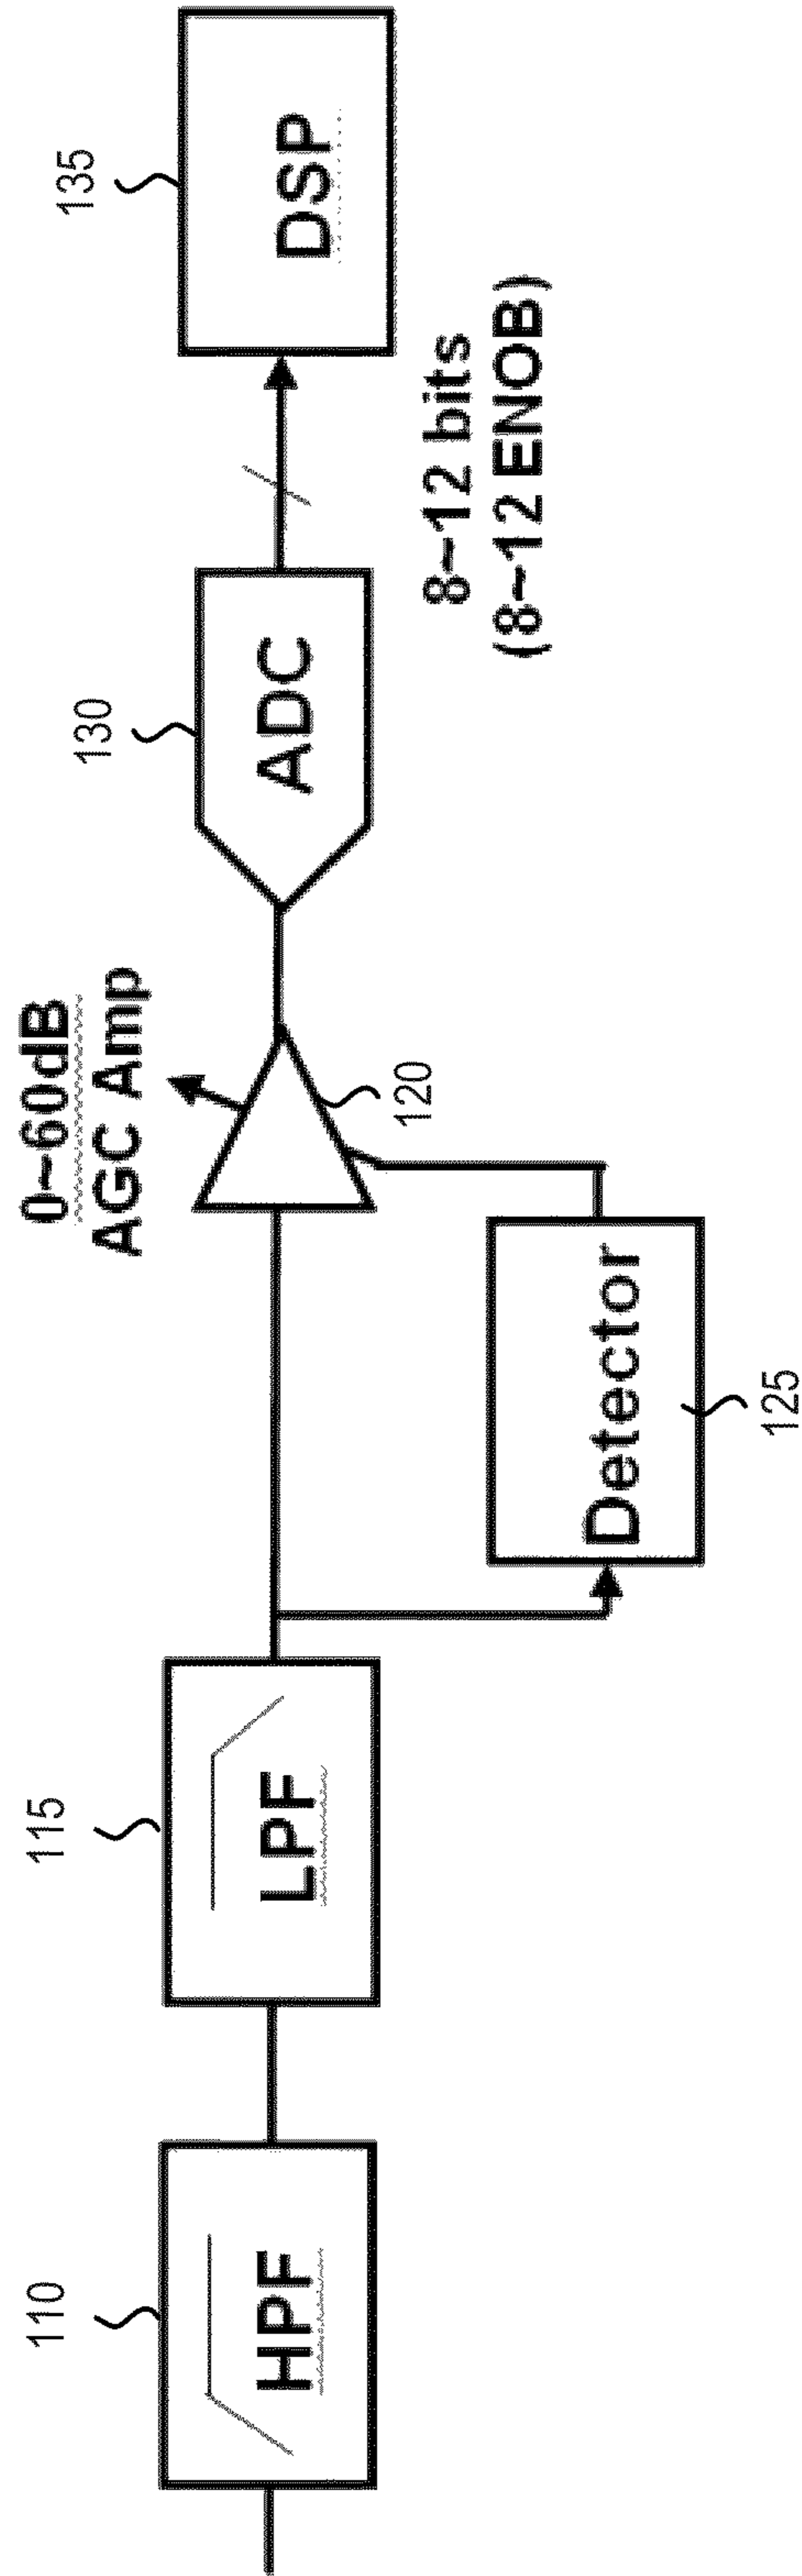 110
HPF
115
LPF
0~60dB
AGC Amp
120
Detector
125
130
ADC
8~12 bits
(8~12 ENOB)
135
DSP